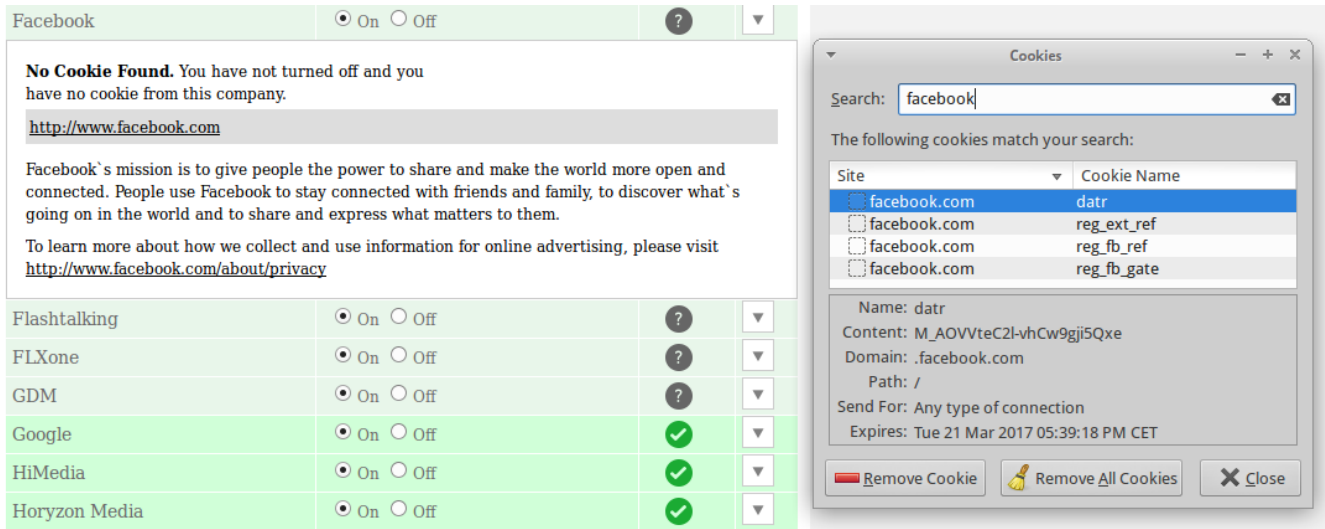 Facebook On Off ?
No Cookie Found. You have not turned off and you
have no cookie from this company.
http://www.facebook.com
Facebook`s mission is to give people the power to share and make the world more open and
connected. People use Facebook to stay connected with friends and family, to discover what`s
going on in the world and to share and express what matters to them.
To learn more about how we collect and use information for online advertising, please visit
http://www.facebook.com/about/privacy
Flashtalking On Off ?
FLXone On Off ?
GDM On Off ?
Google On Off
HiMedia On Off
Horyzon Media On Off
Cookies
Search: facebook
The following cookies match your search:
Site Cookie Name
facebook.com datr
facebook.com reg_ext_ref
facebook.com reg_fb_ref
facebook.com reg_fb_gate
Name: datr
Content: M_AOVVteC2l-vhCw9gji5Qxe
Domain: .facebook.com
Path: /
Send For: Any type of connection
Expires: Tue 21 Mar 2017 05:39:18 PM CET
Remove Cookie Remove All Cookies Close